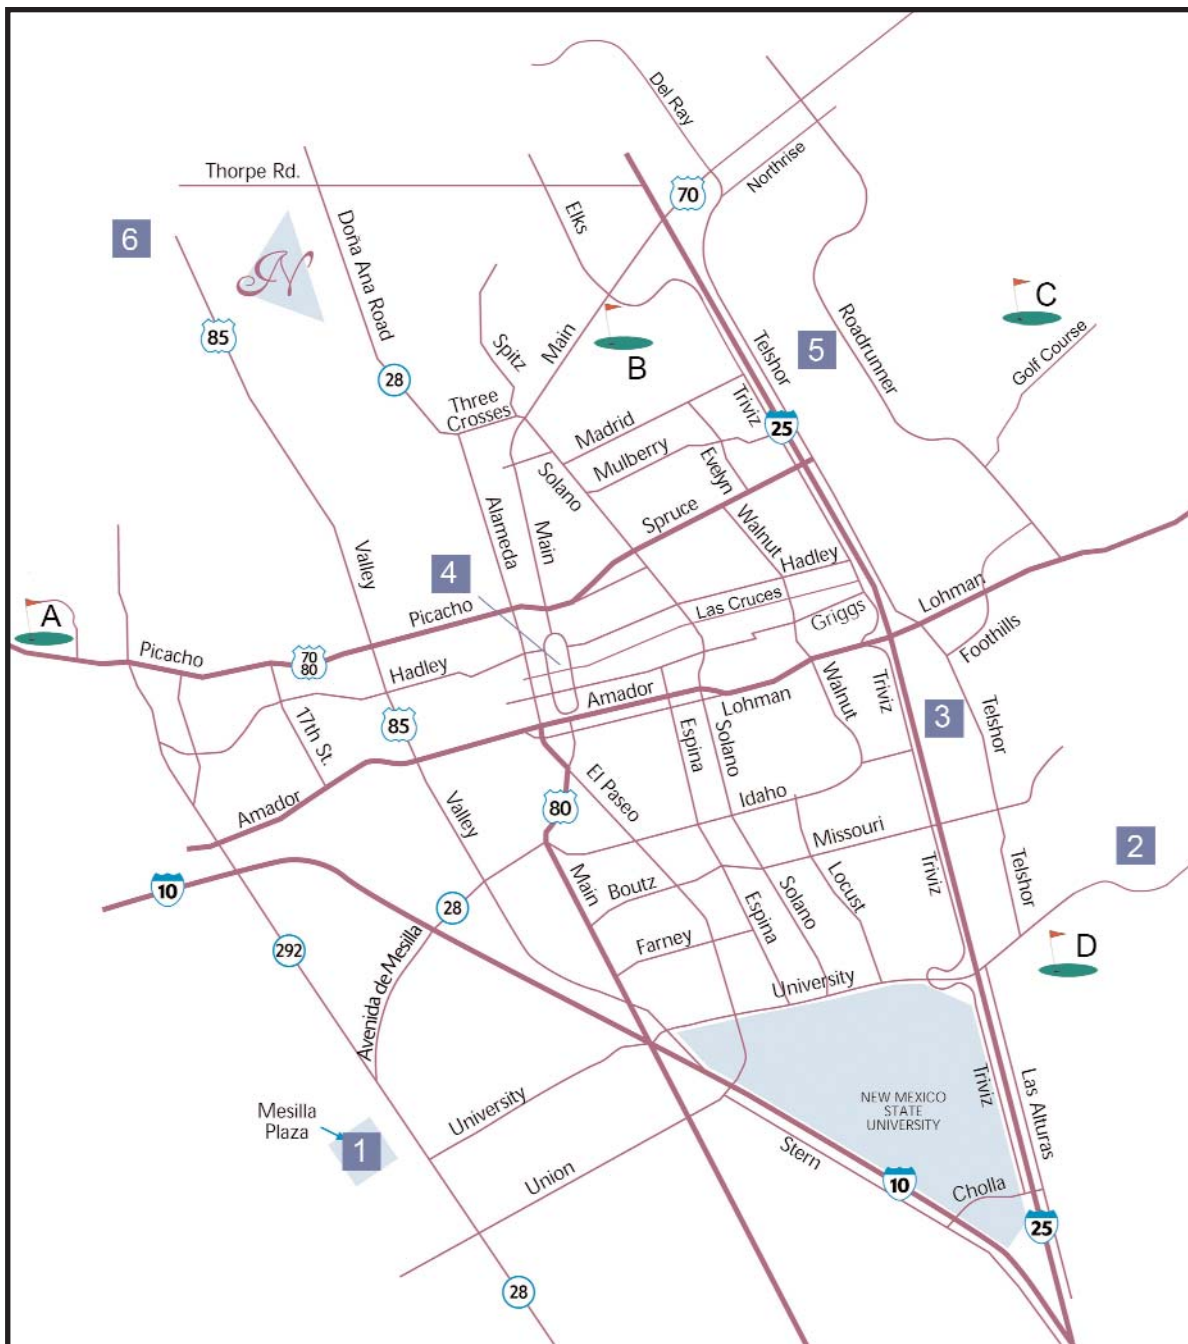 Del Ray
Northrise
Thorpe Rd.
70
Elks
6
Doña Ana Road
N
85
C
Main
B
Telshor
5
Roadrunner
Golf Course
Spitz
28
Three
Crosses
Triviz
25
Madrid
Mulberry
Evelyn
Solano
Alameda
Main
Spruce
Walnut
Valley
4
Hadley
Las Cruces
Griggs
Lohman
Foothills
A
Picacho
Picacho
70
80
Hadley
Amador
Lohman
Walnut
Triviz
3
Telshor
17th St.
85
Espina
Solano
El Paseo
80
Idaho
Amador
Valley
Missouri
2
Telshor
Triviz
10
Main
Boutz
Locust
Solano
Espina
28
292
Farney
D
Avenida de Mesilla
University
Mesilla
Plaza
1
University
NEW MEXICO
STATE
UNIVERSITY
Triviz
Las Alturas
Union
Stern
10
Cholla
25
28